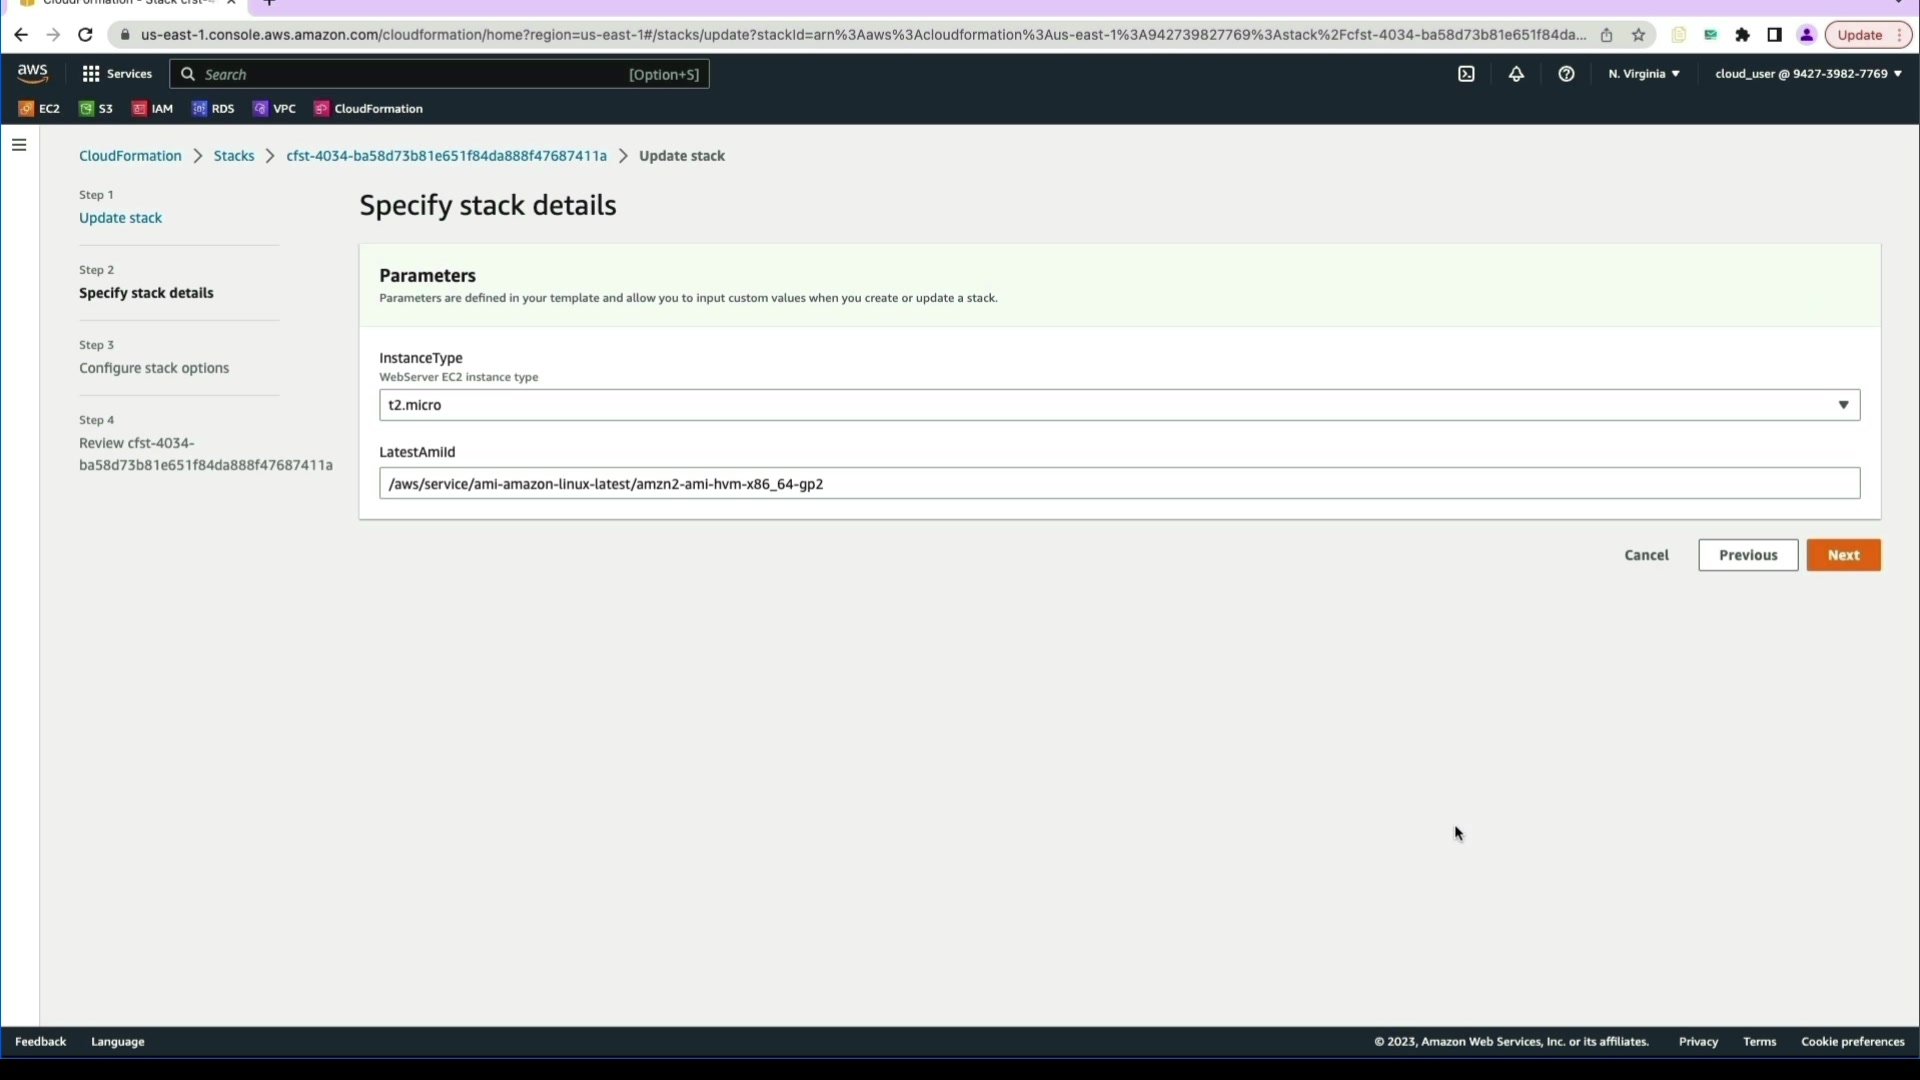 CloudFormation - Stack cfst-4
us-east-1.console.aws.amazon.com/cloudformation/home?region=us-east-1#/stacks/update?stackId=arn%3Aaws%3Acloudformation%3Aus-east-1%3A942739827769%3Astack%2Fcfst-4034-ba58d73b81e651f84da...
Update
aws
Services
Search
[Option+S]
N. Virginia
cloud_user @ 9427-3982-7769
EC2
S3
IAM
RDS
VPC
CloudFormation
CloudFormation
Stacks
cfst-4034-ba58d73b81e651f84da888f47687411a
Update stack
Step 1
Update stack
Step 2
Specify stack details
Step 3
Configure stack options
Step 4
Review cfst-4034-
ba58d73b81e651f84da888f47687411a
Specify stack details
Parameters
Parameters are defined in your template and allow you to input custom values when you create or update a stack.
InstanceType
WebServer EC2 instance type
t2.micro
LatestAmiId
/aws/service/ami-amazon-linux-latest/amzn2-ami-hvm-x86_64-gp2
Cancel
Previous
Next
Feedback
Language
© 2023, Amazon Web Services, Inc. or its affiliates.
Privacy
Terms
Cookie preferences